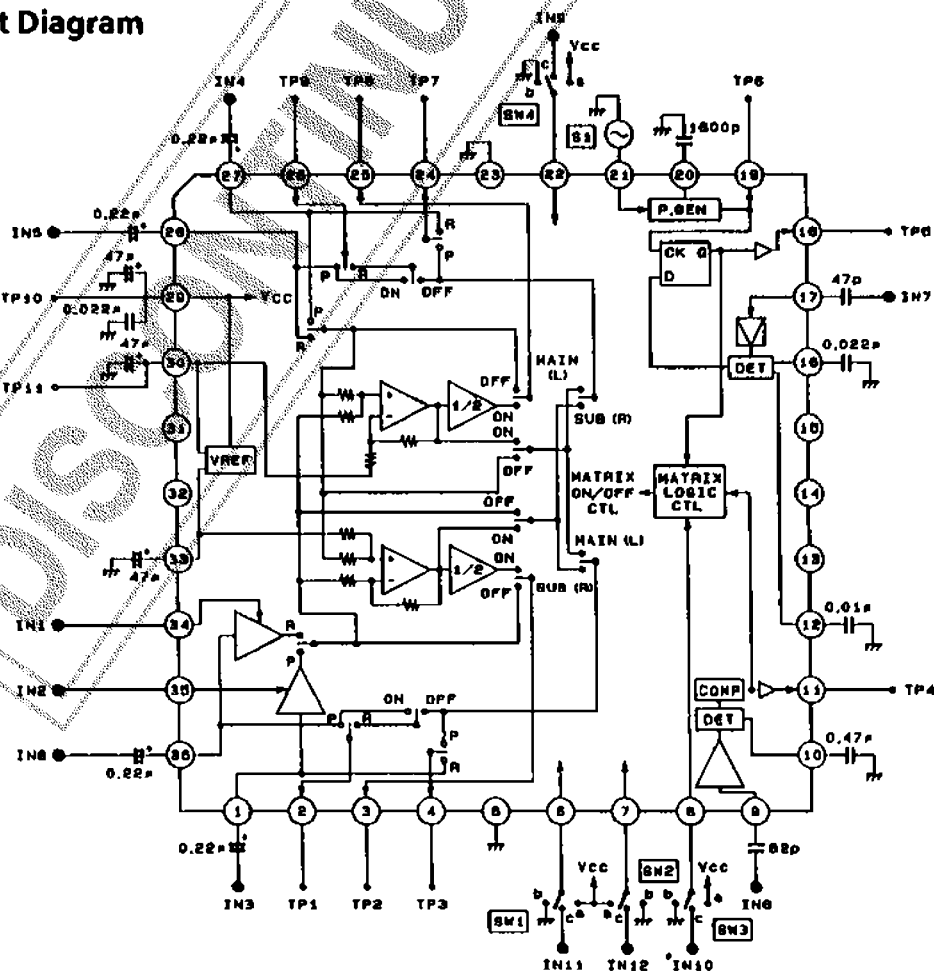 t Diagram
IN9
Vcc
c
b
a
SW4
S1
1800p
IN4
TP9
TP8
TP7
TP6
0.22μ
27
26
25
24
23
22
21
20
19
P.GEN
0.22μ
IN5
28
R
P
CK Q
D
18
TP5
47μ
TP10
29
Vcc
P
R
ON
OFF
17
47p
IN7
0.022μ
P
R
47μ
30
DET
16
0.022μ
TP11
MAIN
(L)
OFF
31
+
-
1/2
ON
SUB (R)
15
ON
VREF
OFF
MATRIX
ON/OFF
CTL
MATRIX
LOGIC
CTL
32
OFF
14
ON
MAIN (L)
33
47μ
+
-
1/2
ON
13
OFF
SUB (R)
IN1
34
R
12
0.01μ
P
IN2
35
COMP
11
TP4
ON
OFF
DET
P
R
P
IN8
36
R
10
0.47μ
0.22μ
1
2
3
4
5
6
7
8
9
0.22μ
82p
Vcc
SW2
Vcc
b
a
a
b
b
a
IN3
TP1
TP2
TP3
SW1
c
c
c
SW3
IN6
IN11
IN12
IN10
DISCONTINU